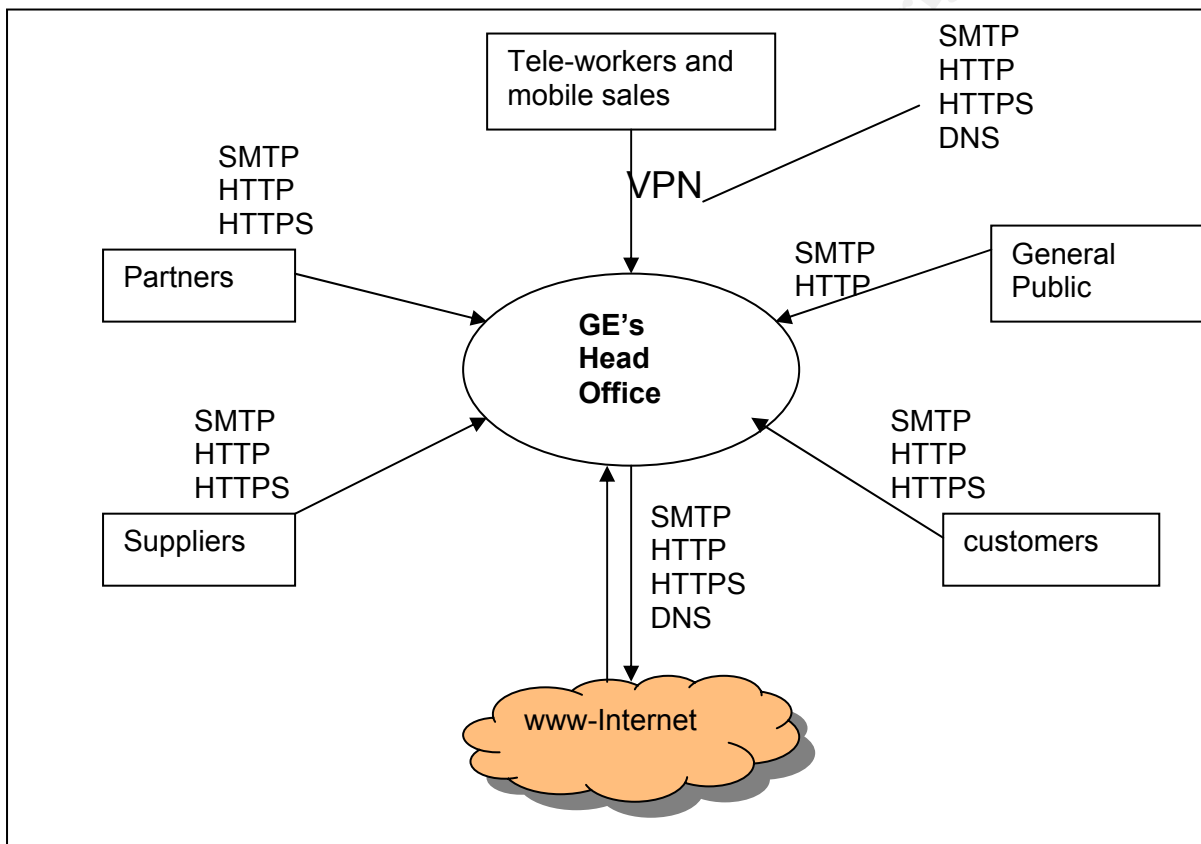 Tele-workers and
mobile sales
SMTP
HTTP
HTTPS
DNS
VPN
SMTP
HTTP
HTTPS
Partners
SMTP
HTTP
General
Public
GE's
Head
Office
SMTP
HTTP
HTTPS
Suppliers
SMTP
HTTP
HTTPS
customers
SMTP
HTTP
HTTPS
DNS
www-Internet